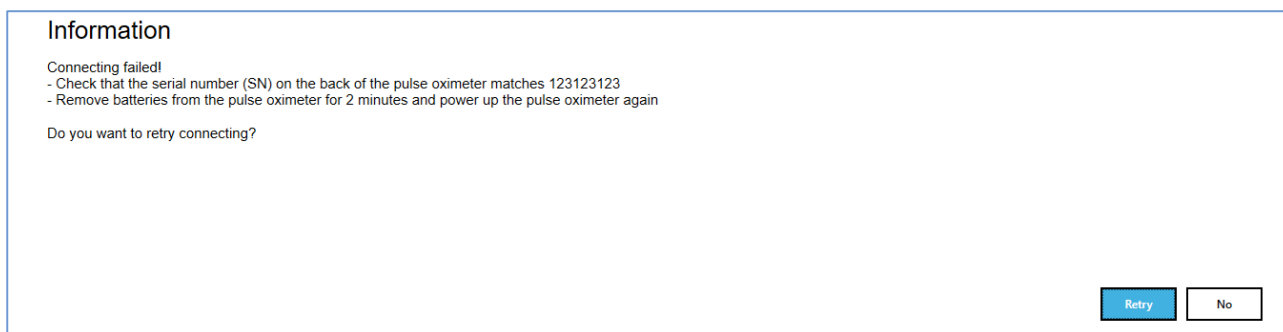 Information
Connecting failed!
- Check that the serial number (SN) on the back of the pulse oximeter matches 123123123
- Remove batteries from the pulse oximeter for 2 minutes and power up the pulse oximeter again
Do you want to retry connecting?
Retry No